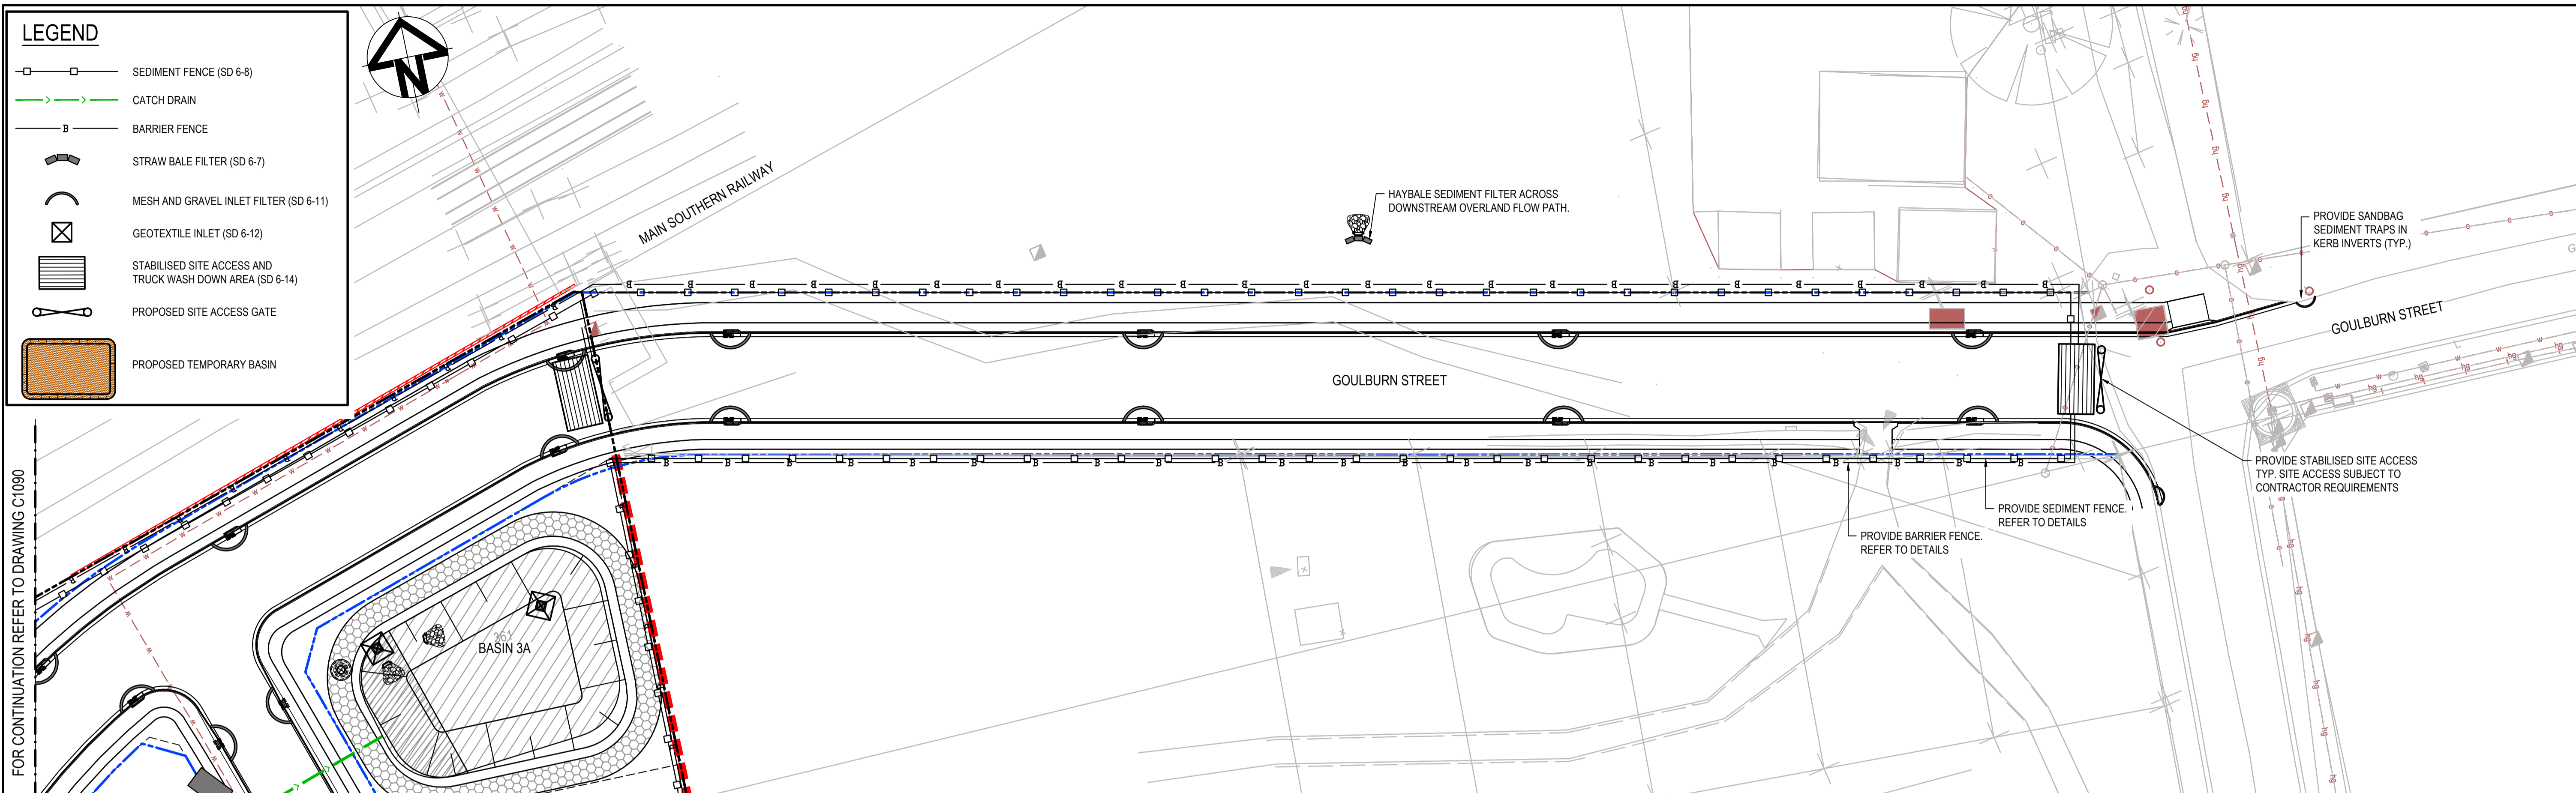 LEGEND
SEDIMENT FENCE (SD 6-8)
CATCH DRAIN
B
BARRIER FENCE
STRAW BALE FILTER (SD 6-7)
MESH AND GRAVEL INLET FILTER (SD 6-11)
GEOTEXTILE INLET (SD 6-12)
STABILISED SITE ACCESS AND
TRUCK WASH DOWN AREA (SD 6-14)
PROPOSED SITE ACCESS GATE
PROPOSED TEMPORARY BASIN
N
MAIN SOUTHERN RAILWAY
HAYBALE SEDIMENT FILTER ACROSS
DOWNSTREAM OVERLAND FLOW PATH.
PROVIDE SANDBAG
SEDIMENT TRAPS IN
KERB INVERTS (TYP.)
GOULBURN STREET
GOULBURN STREET
PROVIDE STABILISED SITE ACCESS
TYP. SITE ACCESS SUBJECT TO
CONTRACTOR REQUIREMENTS
PROVIDE SEDIMENT FENCE.
REFER TO DETAILS
PROVIDE BARRIER FENCE.
REFER TO DETAILS
361
BASIN 3A
FOR CONTINUATION REFER TO DRAWING C1090